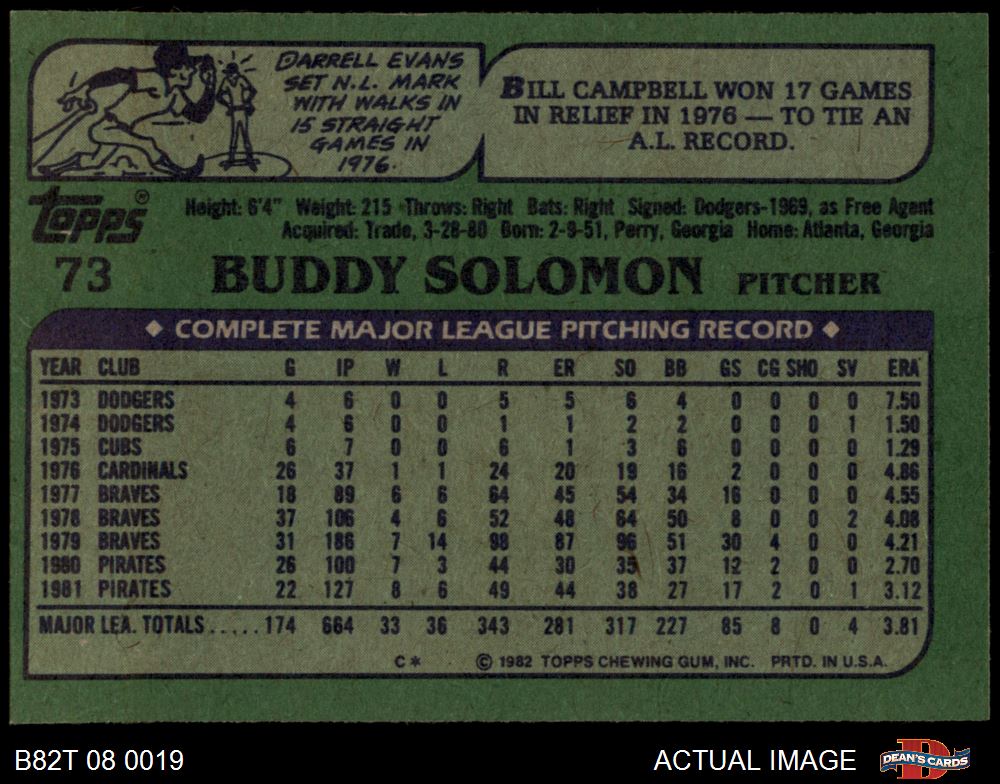 DARRELL EVANS
SET N.L. MARK
WITH WALKS IN
15 STRAIGHT
GAMES IN
1976.
BILL CAMPBELL WON 17 GAMES
IN RELIEF IN 1976 — TO TIE AN
A.L. RECORD.
Topps®
Height: 6'4" Weight: 215 Throws: Right Bats: Right Signed: Dodgers-1969, as Free Agent
Acquired: Trade, 3-28-80 Born: 2-9-51, Perry, Georgia Home: Atlanta, Georgia
73 BUDDY SOLOMON PITCHER
◆ COMPLETE MAJOR LEAGUE PITCHING RECORD ◆
YEAR CLUB G IP W L R ER SO BB GS CG SHO SV ERA
1973 DODGERS 4 6 0 0 5 5 6 4 0 0 0 0 7.50
1974 DODGERS 4 6 0 0 1 1 2 2 0 0 0 1 1.50
1975 CUBS 6 7 0 0 6 1 3 6 0 0 0 0 1.29
1976 CARDINALS 26 37 1 1 24 20 19 16 2 0 0 0 4.86
1977 BRAVES 18 89 6 6 64 45 54 34 16 0 0 0 4.55
1978 BRAVES 37 106 4 6 52 48 64 50 8 0 0 2 4.08
1979 BRAVES 31 186 7 14 98 87 96 51 30 4 0 0 4.21
1980 PIRATES 26 100 7 3 44 30 35 37 12 2 0 0 2.70
1981 PIRATES 22 127 8 6 49 44 38 27 17 2 0 1 3.12
MAJOR LEA. TOTALS.....174 664 33 36 343 281 317 227 85 8 0 4 3.81
C* © 1982 TOPPS CHEWING GUM, INC. PRTD. IN U.S.A.
B82T 08 0019 ACTUAL IMAGE DEAN'S CARDS